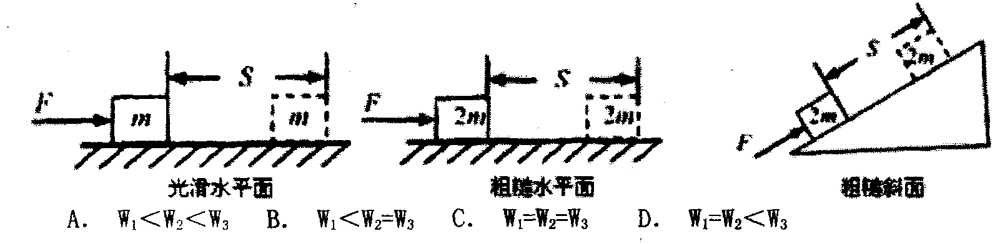 S S S
F m m F 2m 2m F 2m 2m
光滑水平面 粗糙水平面 粗糙斜面
A. W₁<W₂<W₃ B. W₁<W₂=W₃ C. W₁=W₂=W₃ D. W₁=W₂<W₃